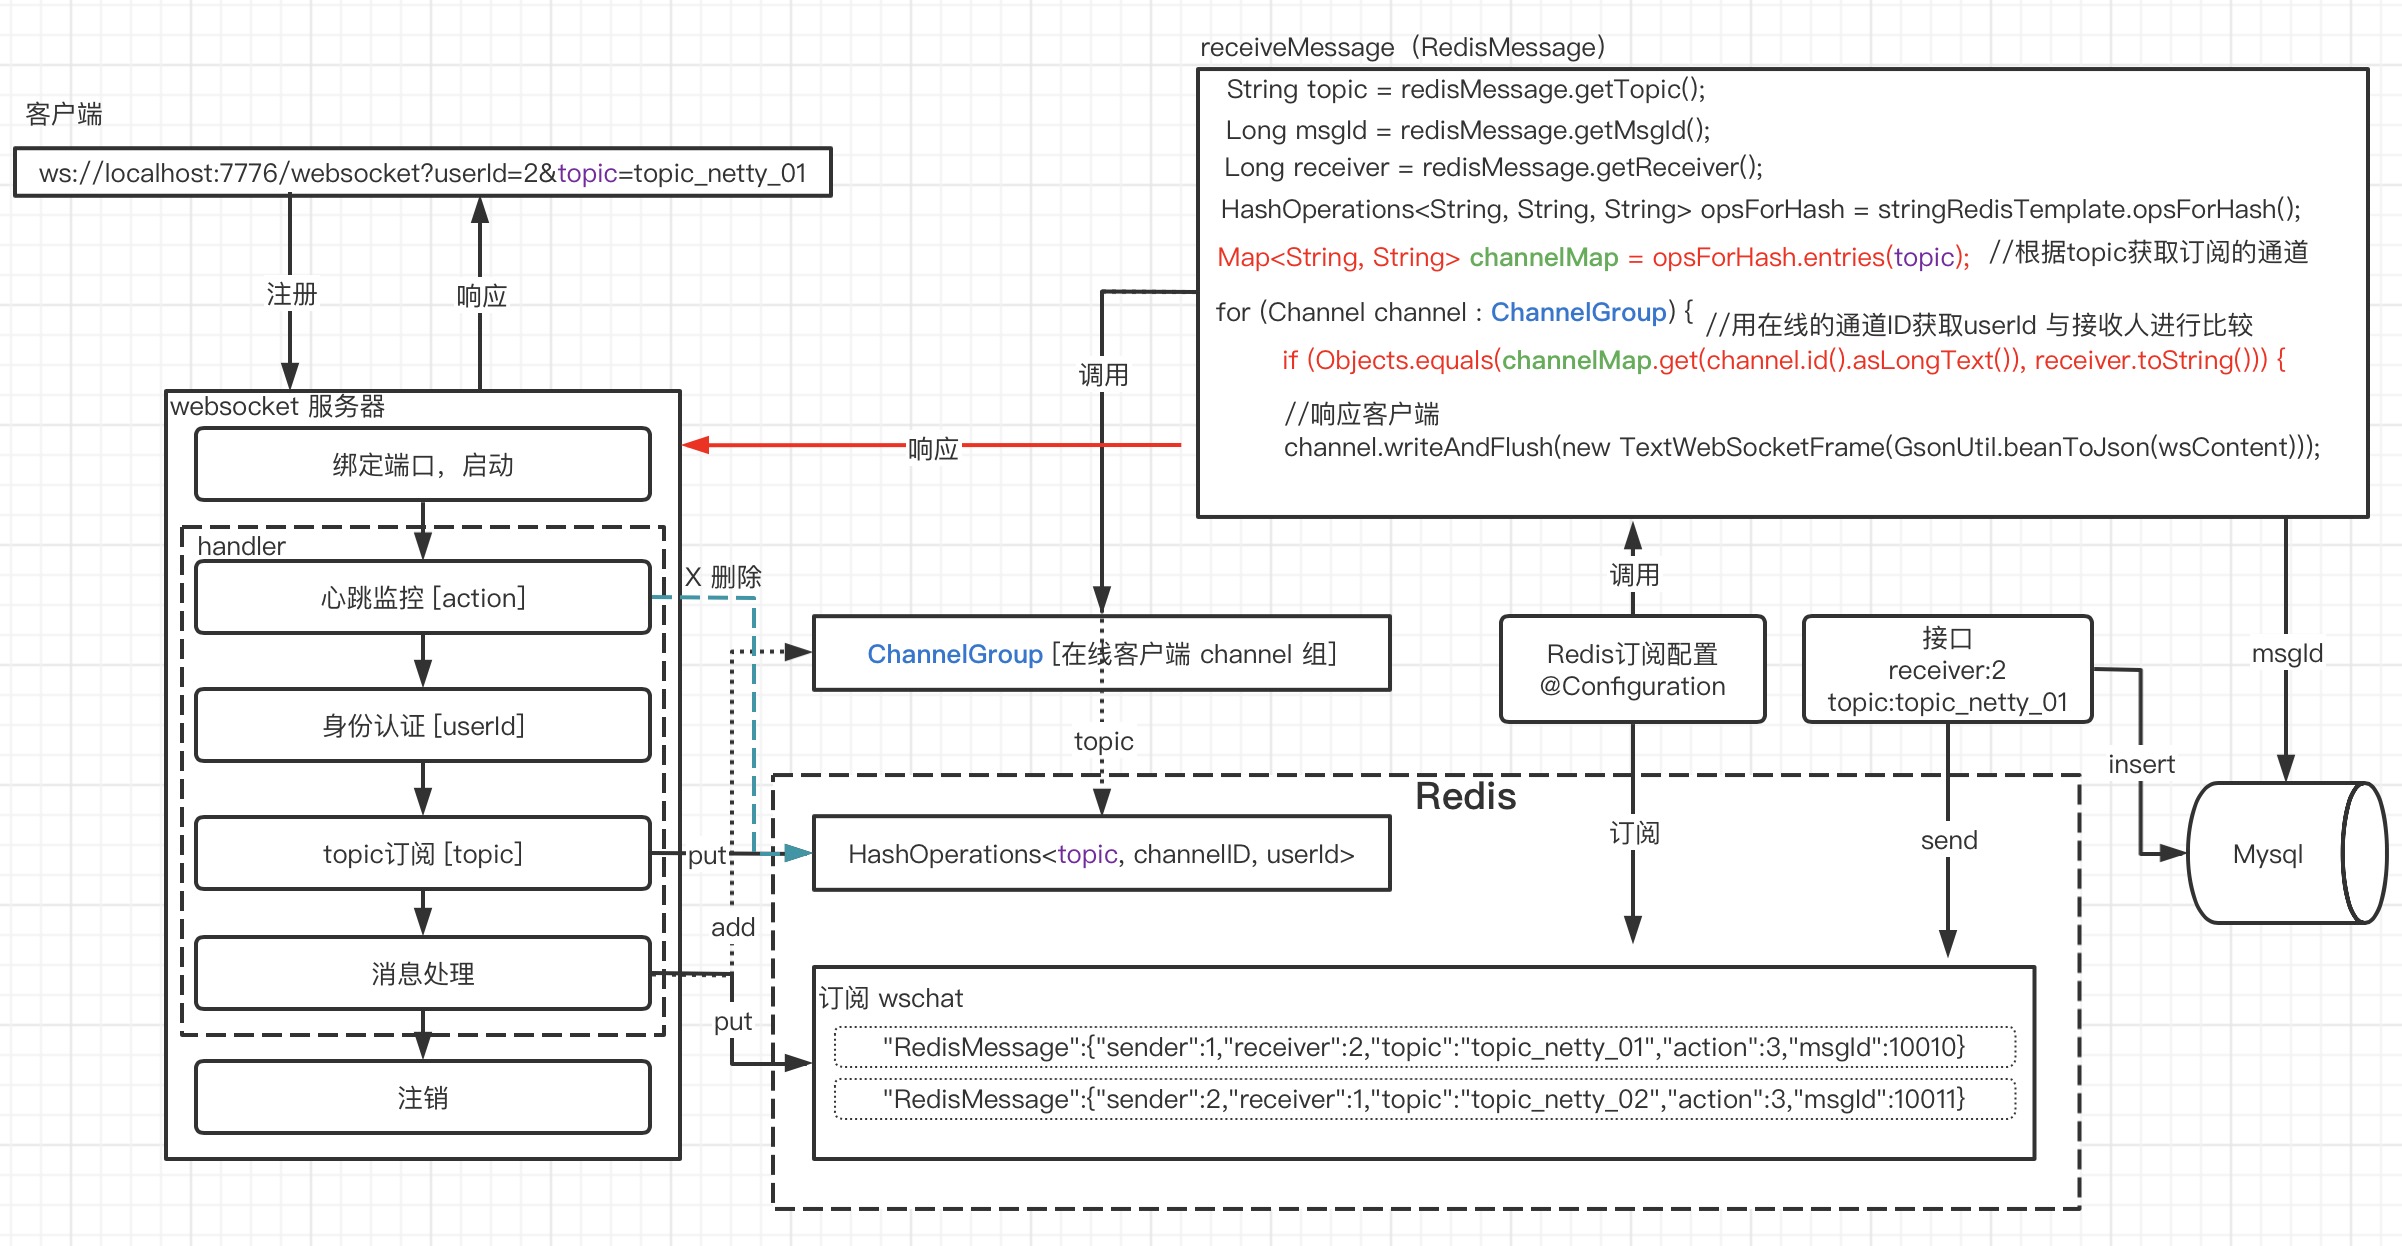 客户端
ws://localhost:7776/websocket?userId=2&topic=topic_netty_01
注册
响应
websocket 服务器
绑定端口，启动
handler
心跳监控 [action]
身份认证 [userId]
topic订阅 [topic]
消息处理
注销
X 删除
put
add
put
receiveMessage（RedisMessage）
String topic = redisMessage.getTopic();
Long msgId = redisMessage.getMsgId();
Long receiver = redisMessage.getReceiver();
HashOperations<String, String, String> opsForHash = stringRedisTemplate.opsForHash();
Map<String, String> channelMap = opsForHash.entries(topic); //根据topic获取订阅的通道
for (Channel channel : ChannelGroup) { //用在线的通道ID获取userId 与接收人进行比较
if (Objects.equals(channelMap.get(channel.id().asLongText()), receiver.toString())) {
//响应客户端
channel.writeAndFlush(new TextWebSocketFrame(GsonUtil.beanToJson(wsContent)));
调用
响应
调用
ChannelGroup [在线客户端 channel 组]
topic
Redis订阅配置
@Configuration
接口
receiver:2
topic:topic_netty_01
msgId
insert
Mysql
Redis
HashOperations<topic, channelID, userId>
订阅
send
订阅 wschat
"RedisMessage":{"sender":1,"receiver":2,"topic":"topic_netty_01","action":3,"msgId":10010}
"RedisMessage":{"sender":2,"receiver":1,"topic":"topic_netty_02","action":3,"msgId":10011}